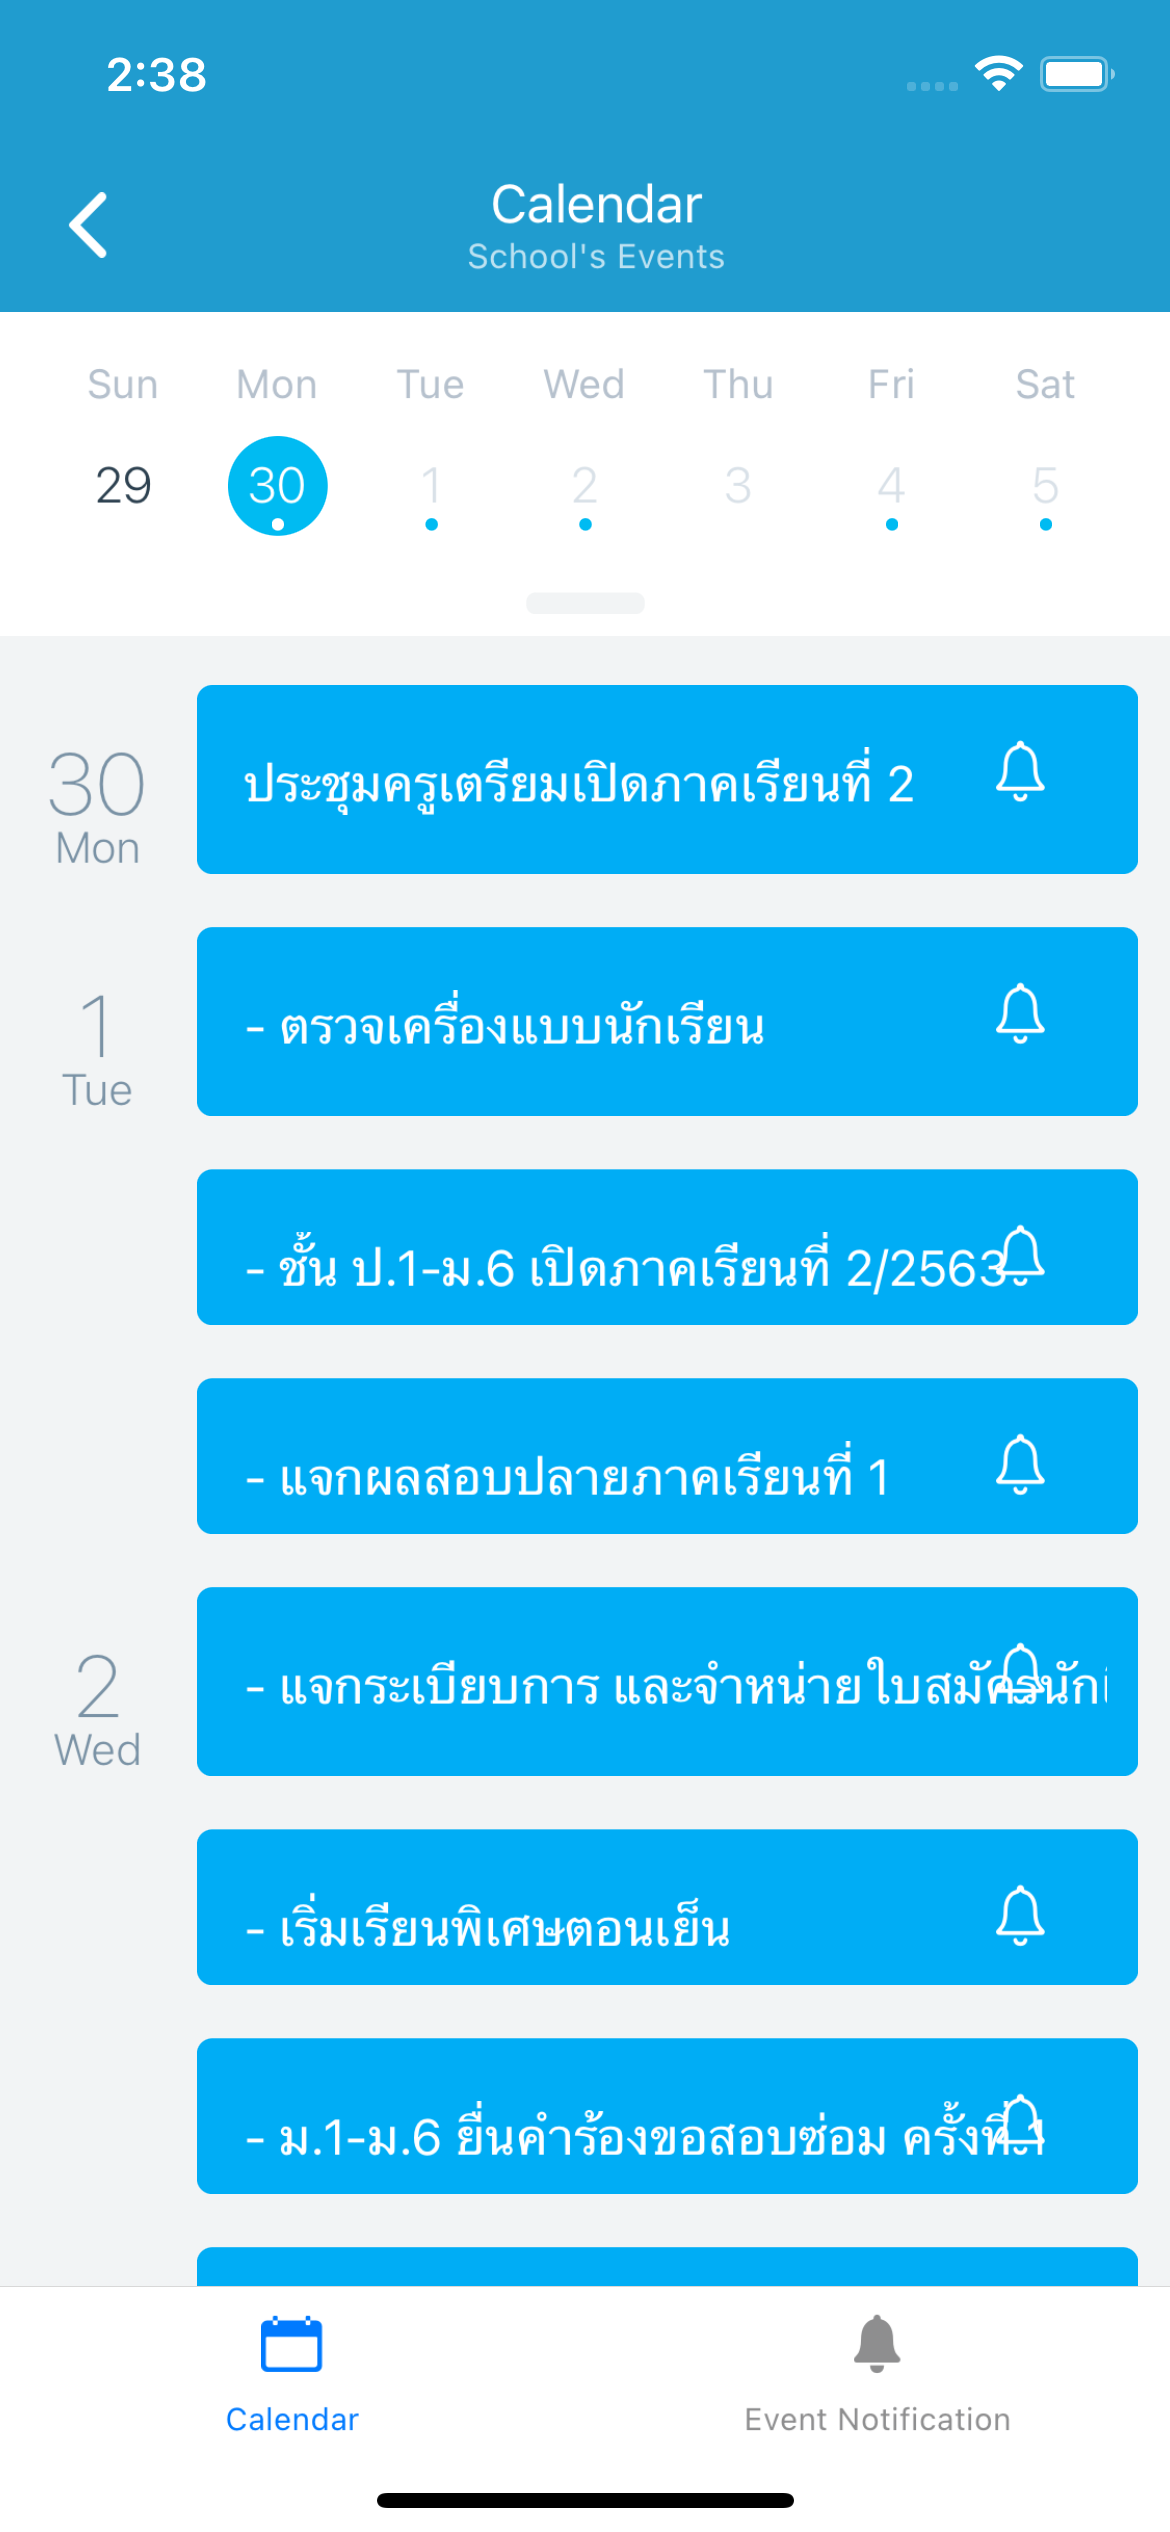 2:38
Calendar
School's Events
Sun Mon Tue Wed Thu Fri Sat
29 30 1 2 3 4 5
30
Mon
ประชุมครูเตรียมเปิดภาคเรียนที่ 2
1
Tue
- ตรวจเครื่องแบบนักเรียน
- ชั้น ป.1-ม.6 เปิดภาคเรียนที่ 2/2563
- แจกผลสอบปลายภาคเรียนที่ 1
2
Wed
- แจกระเบียบการ และจำหน่ายใบสมัครนัก
- เริ่มเรียนพิเศษตอนเย็น
- ม.1-ม.6 ยื่นคำร้องขอสอบซ่อม ครั้งที่ 1
Calendar
Event Notification